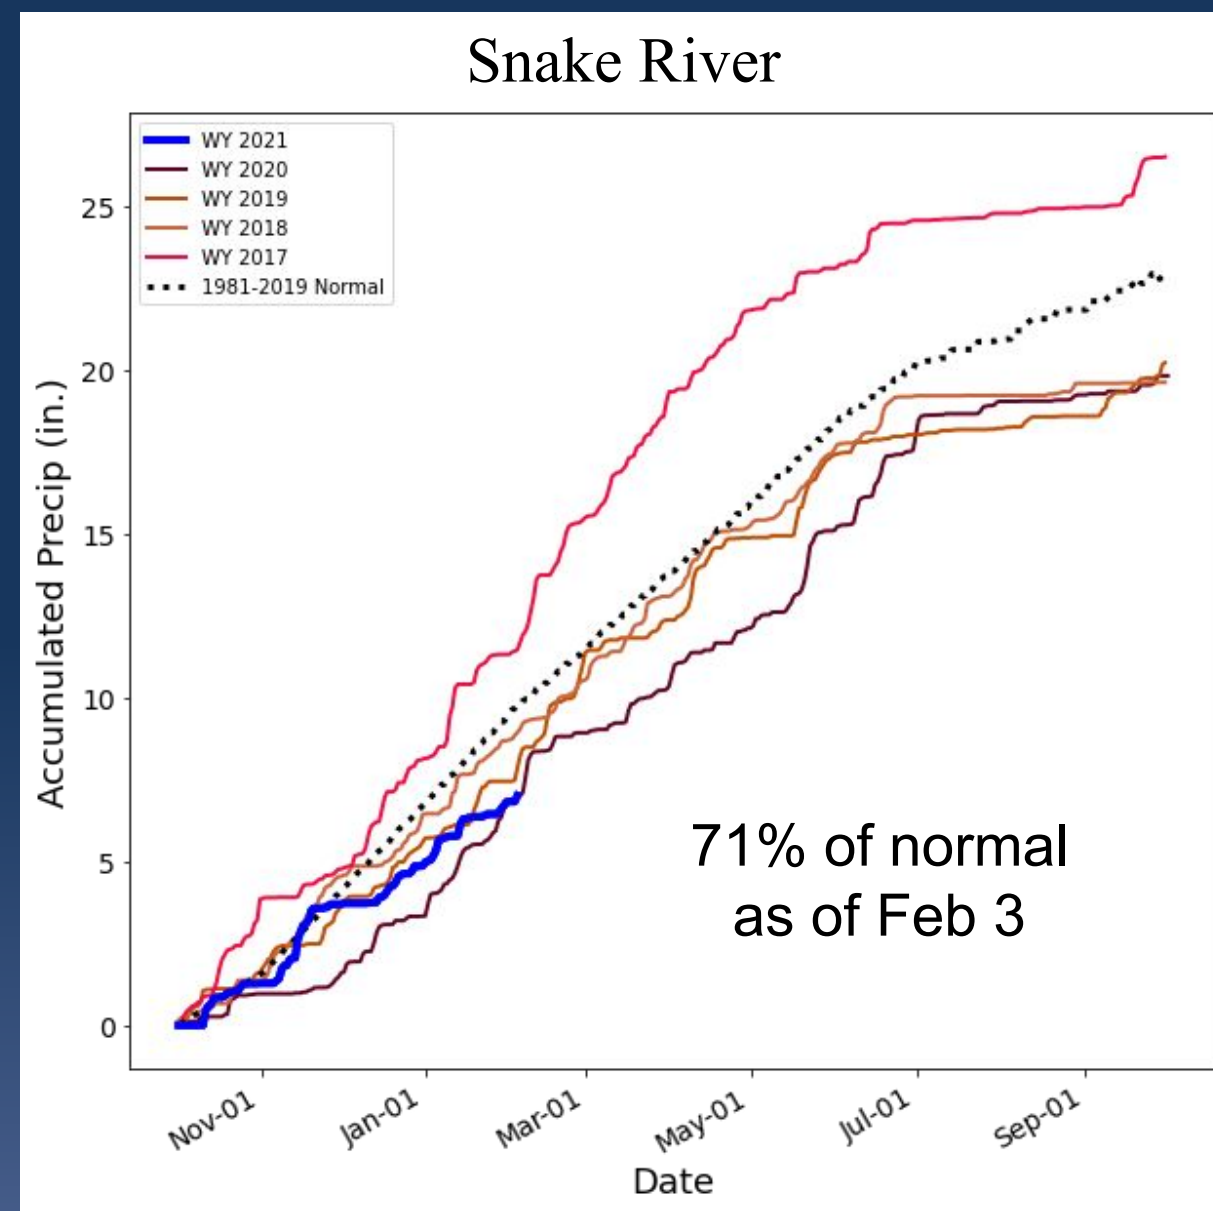 Snake River
WY 2021
WY 2020
WY 2019
WY 2018
WY 2017
1981-2019 Normal
25
20
15
10
5
0
Accumulated Precip (in.)
71% of normal
as of Feb 3
Nov-01
Jan-01
Mar-01
May-01
Jul-01
Sep-01
Date